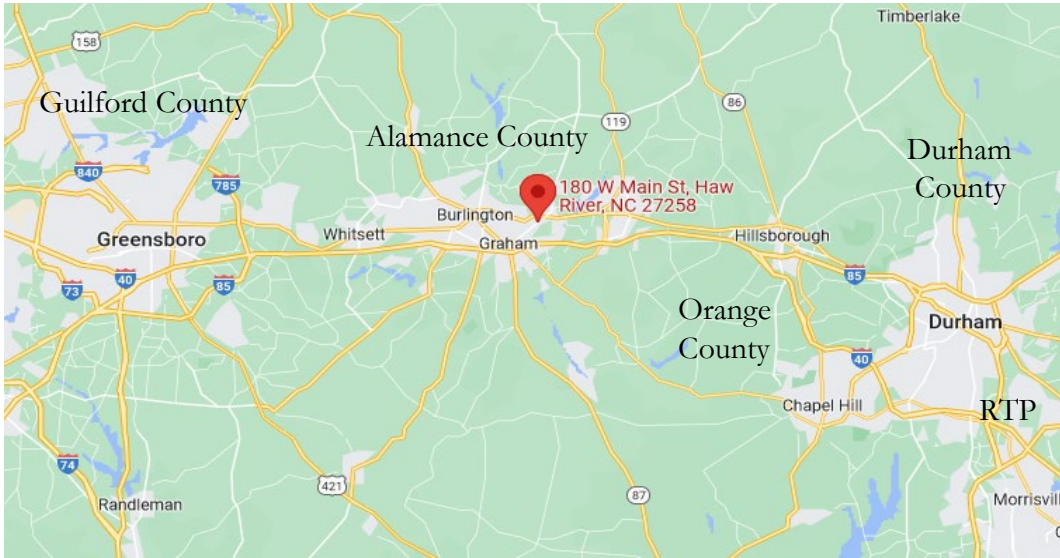 Timberlake
158
Guilford County
86
119
Alamance County
Durham
County
840
785
180 W Main St, Haw
River, NC 27258
Burlington
Whitsett
Greensboro
Graham
Hillsborough
40
85
73
85
Orange
County
Durham
40
Chapel Hill
RTP
74
421
87
Randleman
Morrisvil